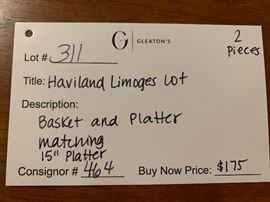 Lot # 311
G | GLEATON'S
2
pieces
Title: Haviland Limoges Lot
Description:
Basket and Platter
matching
15" Platter
Consignor # 464
Buy Now Price: $175